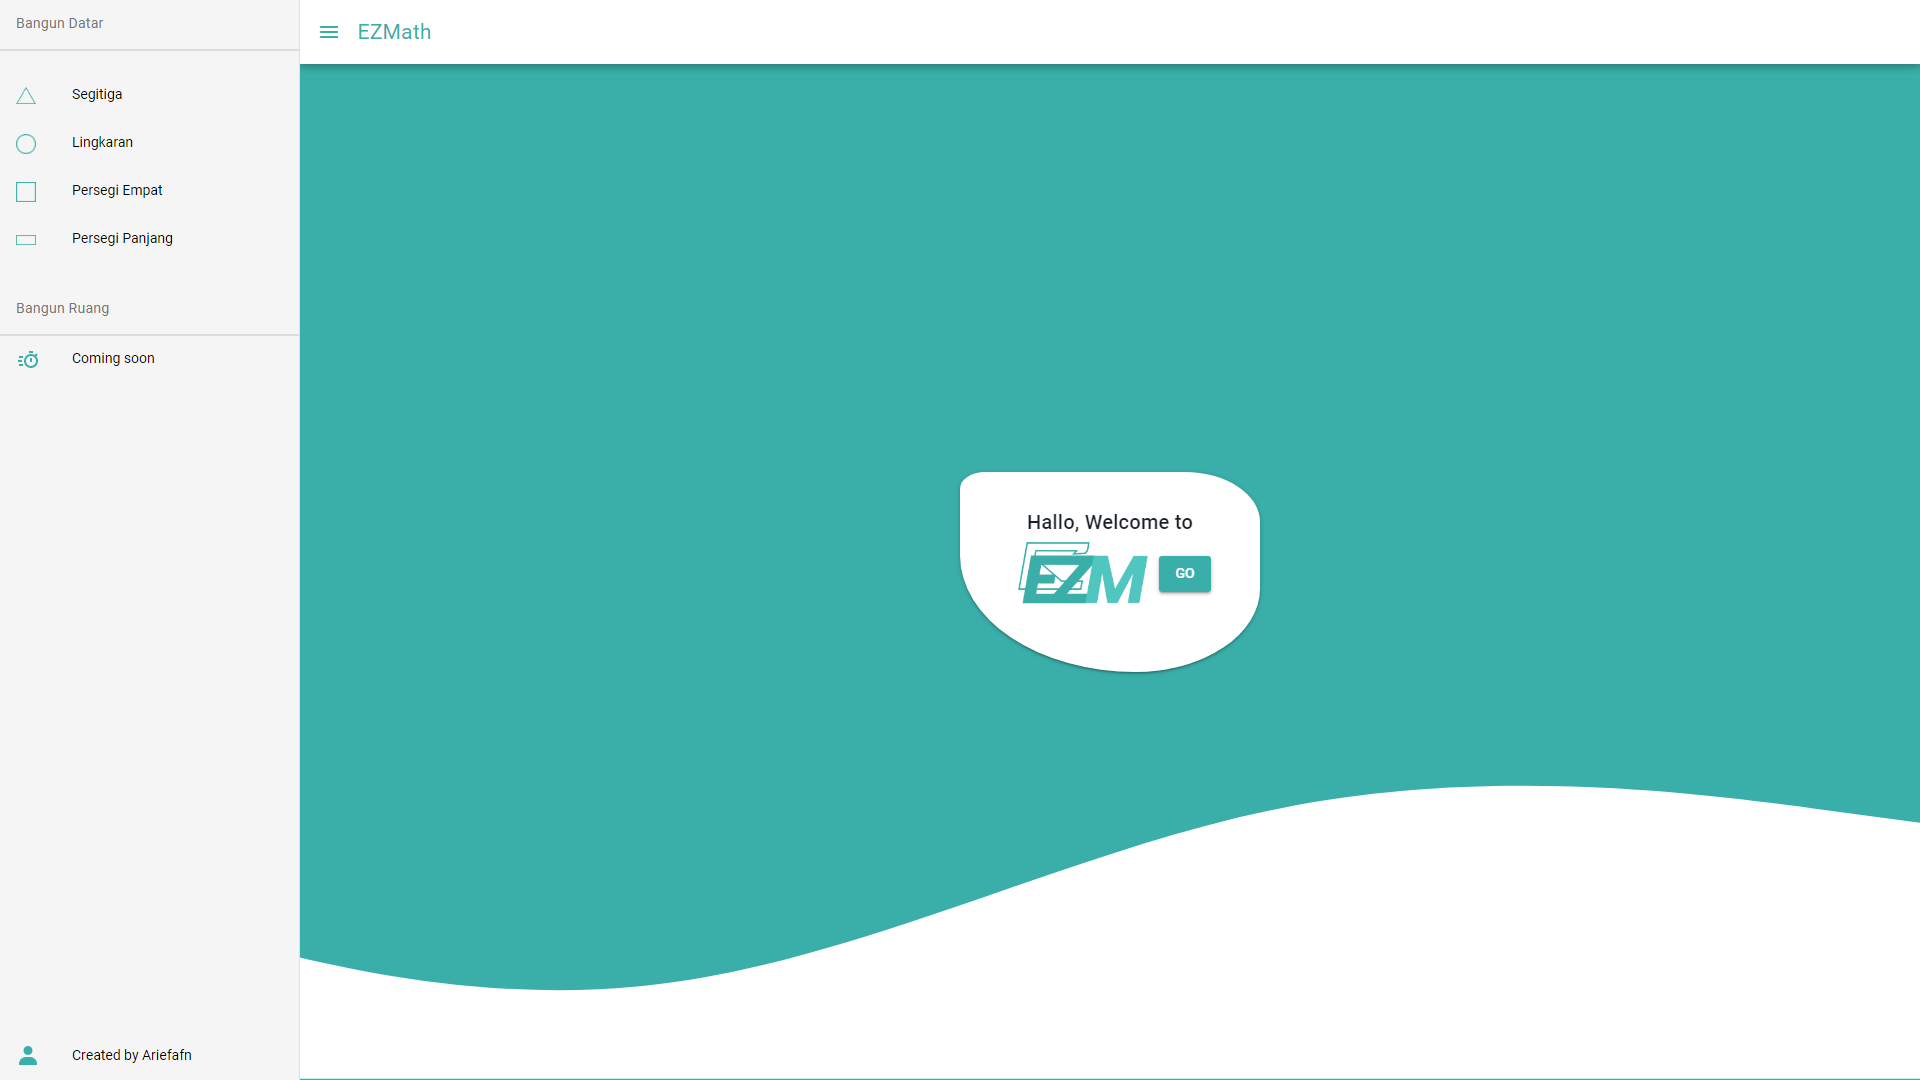 Bangun Datar
Segitiga
Lingkaran
Persegi Empat
Persegi Panjang
Bangun Ruang
Coming soon
Created by Ariefafn
EZMath
Hallo, Welcome to
EZM
GO